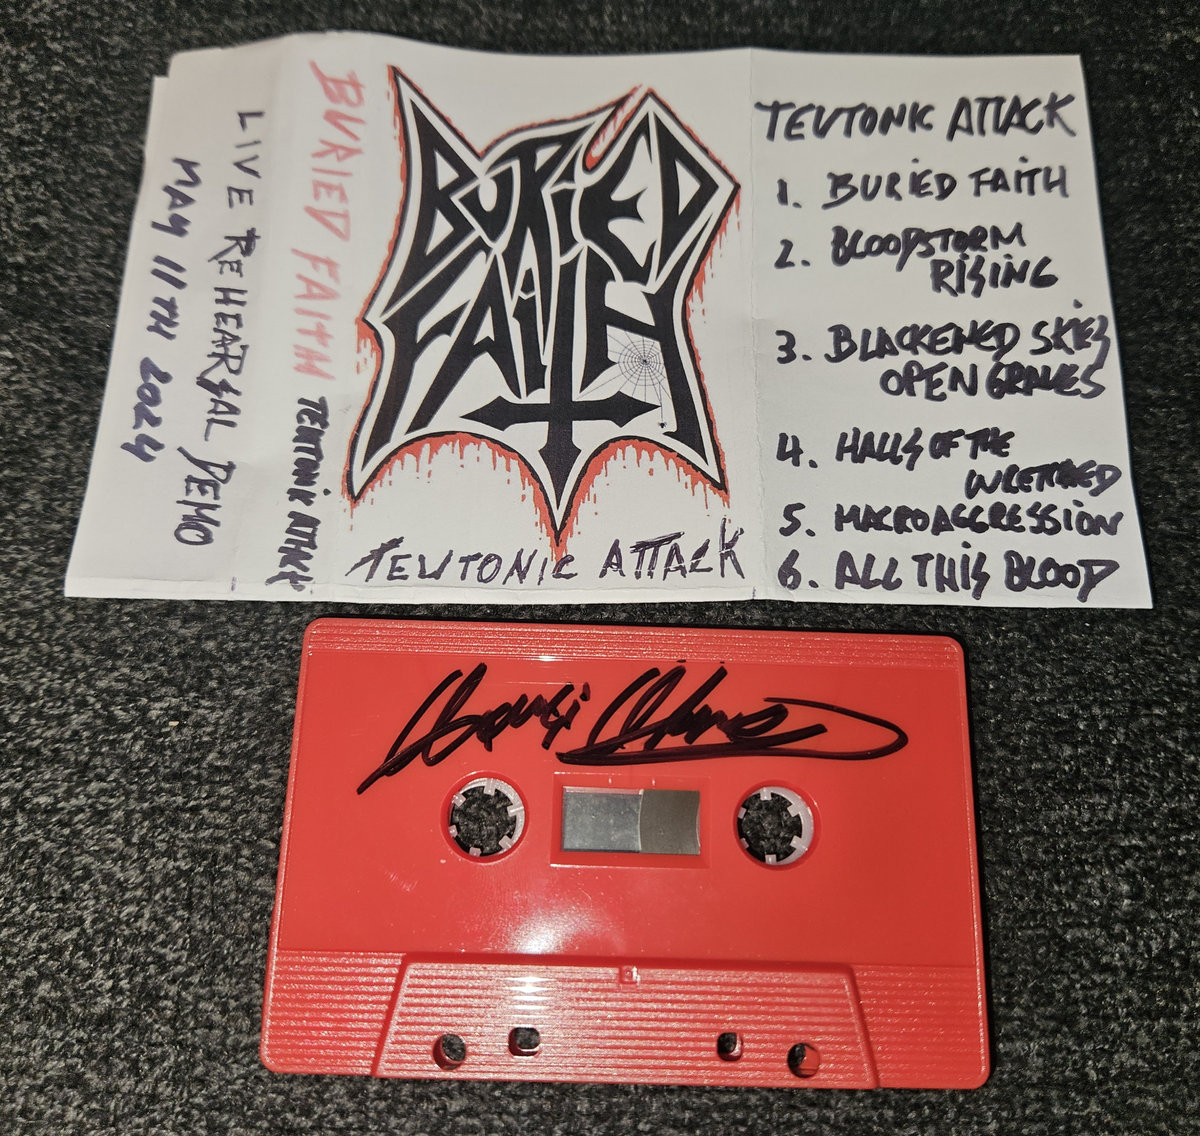 LIVE REHEARSAL DEMO
MAY 11TH 2024
BURIED FAITH TEUTONIC ATTACK
BURIED
FAITH
TEUTONIC ATTACK
TEUTONIC ATTACK
1. BURIED FAITH
2. BLOODSTORM
RISING
3. BLACKENED SKIES
OPEN GRAVES
4. HALLS OF THE
WRETCHED
5. MACROAGGRESSION
6. ALL THIS BLOOD